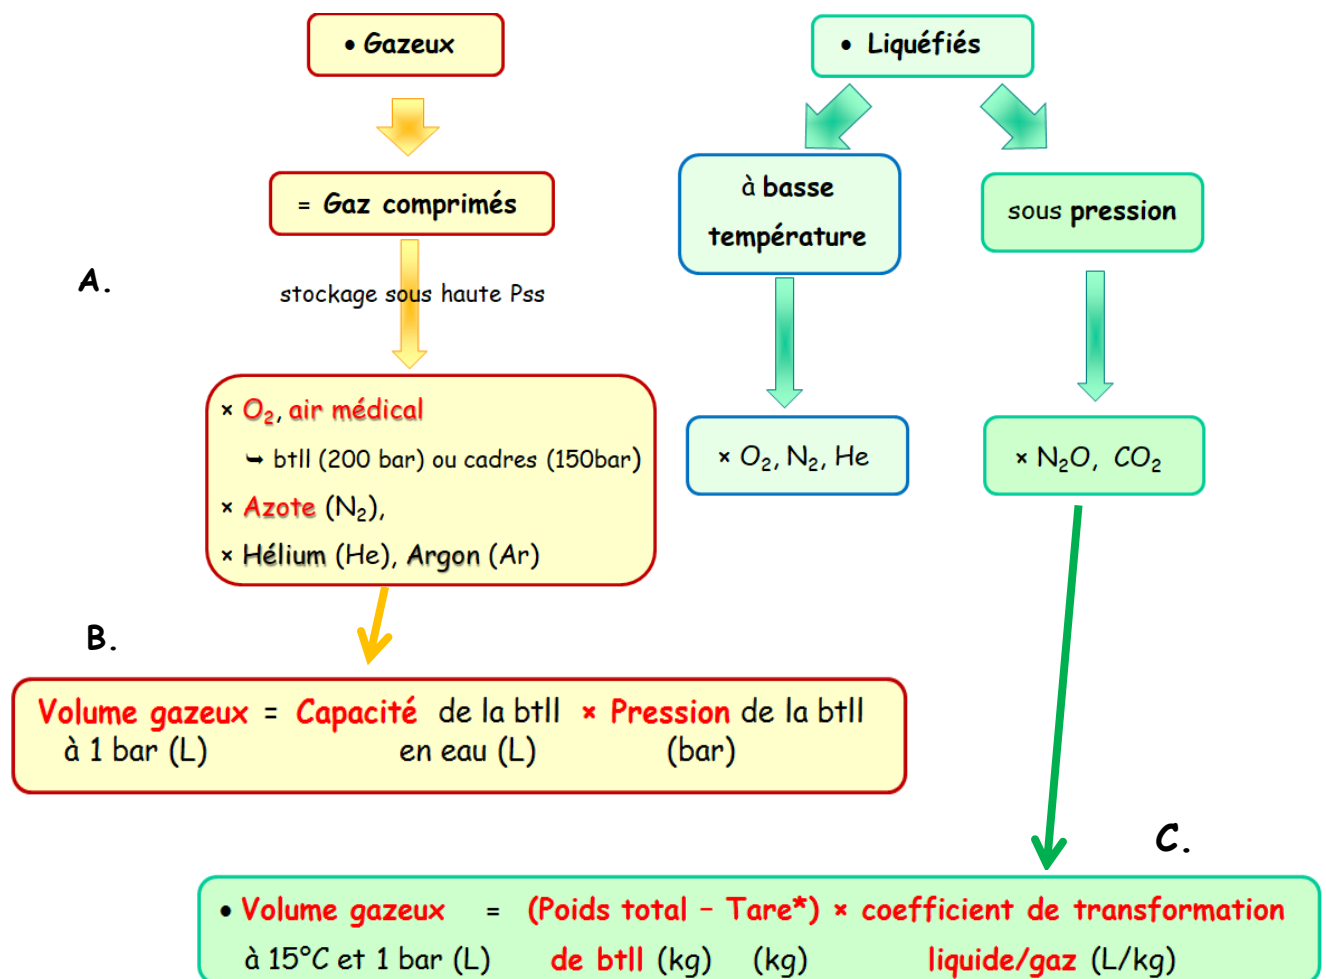 • Gazeux
• Liquéfiés
= Gaz comprimés
à basse
température
sous pression
A.
stockage sous haute Pss
× O₂, air médical
➥ btll (200 bar) ou cadres (150bar)
× Azote (N₂),
× Hélium (He), Argon (Ar)
× O₂, N₂, He
× N₂O, CO₂
B.
Volume gazeux = Capacité de la btll × Pression de la btll
à 1 bar (L) en eau (L) (bar)
C.
• Volume gazeux = (Poids total – Tare*) × coefficient de transformation
à 15°C et 1 bar (L) de btll (kg) (kg) liquide/gaz (L/kg)